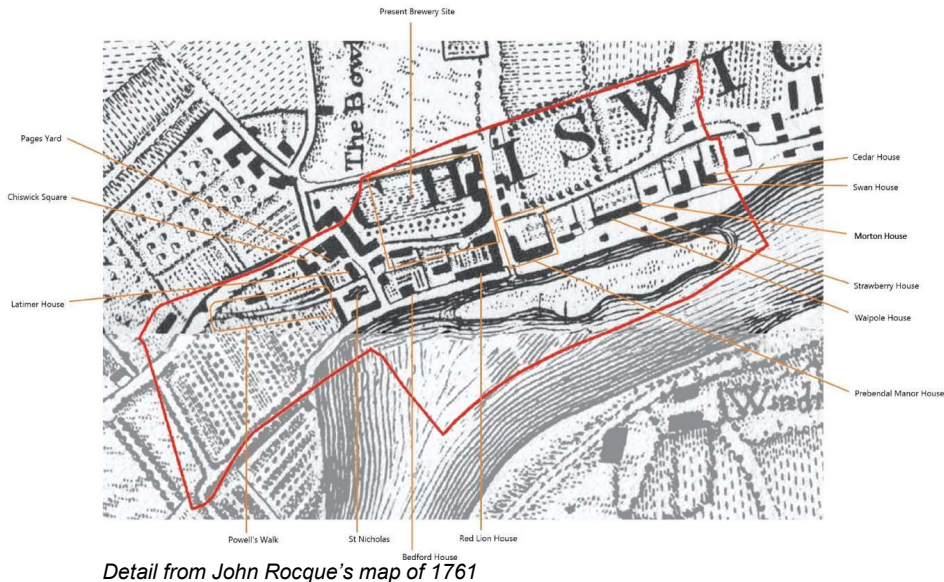 Present Brewery Site
Pages Yard
Chiswick Square
Latimer House
Cedar House
Swan House
Morton House
Strawberry House
Walpole House
Prebendal Manor House
The Bow
HISWIC
Wind
Powell's Walk
St Nicholas
Bedford House
Red Lion House
Detail from John Rocque's map of 1761